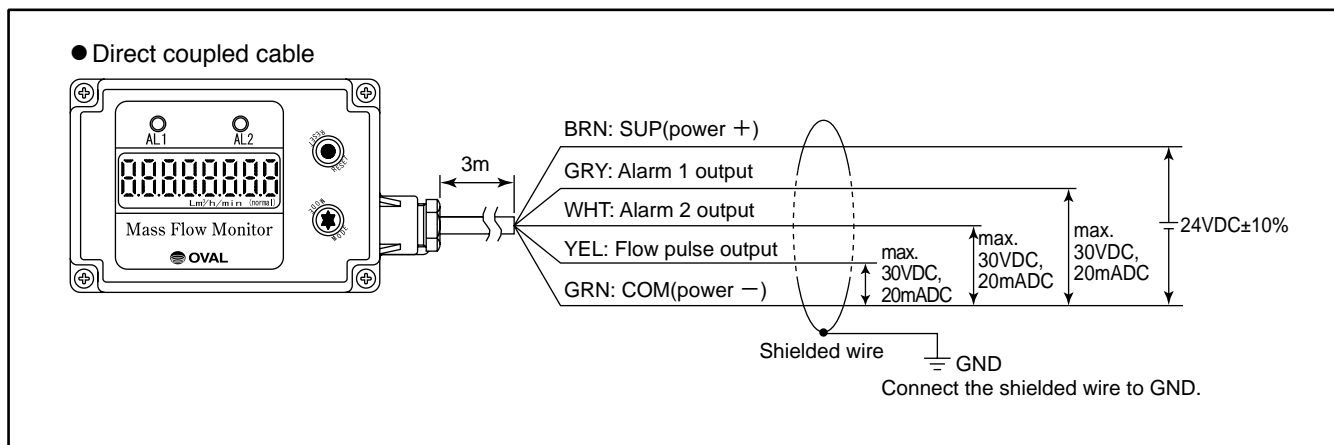 ● Direct coupled cable
AL1 AL2
RESET
RESET
88888888
Lm³/h/min (normal)
MODE
MODE
Mass Flow Monitor
OVAL
3m
BRN: SUP(power +)
GRY: Alarm 1 output
WHT: Alarm 2 output
YEL: Flow pulse output
GRN: COM(power −)
max.
30VDC,
20mADC
max.
30VDC,
20mADC
max.
30VDC,
20mADC
24VDC±10%
Shielded wire
GND
Connect the shielded wire to GND.